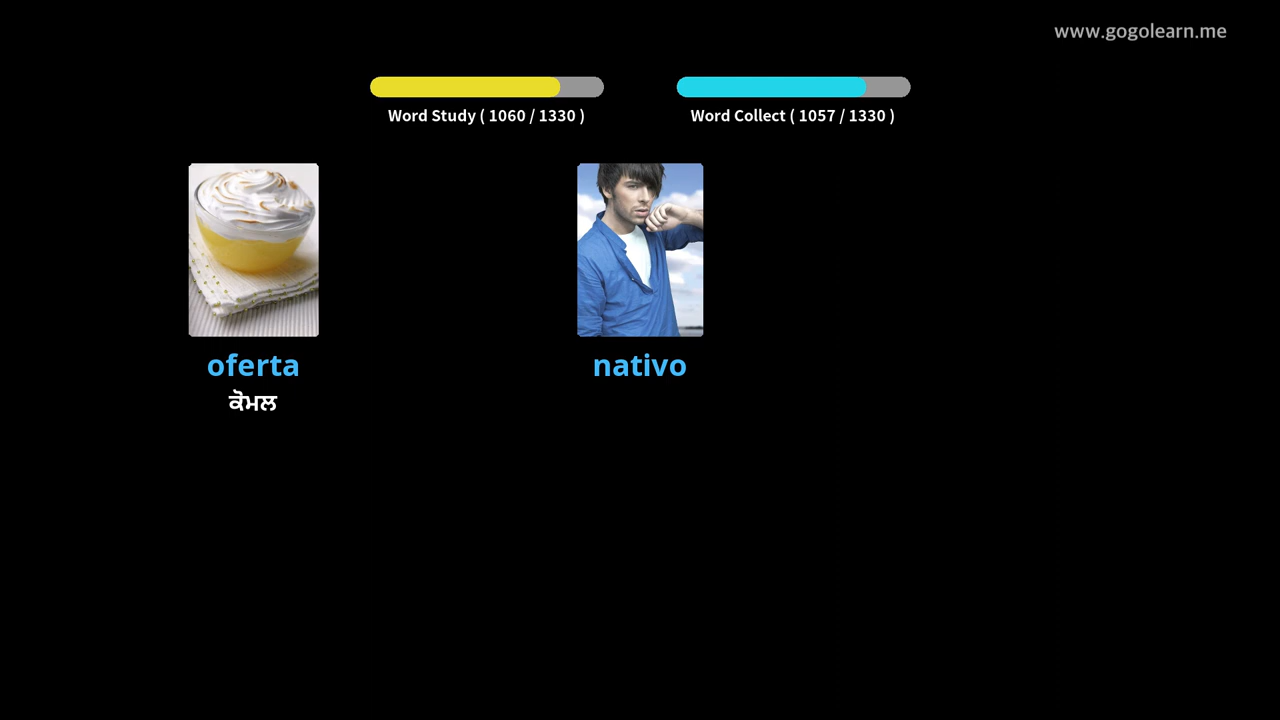 www.gogolearn.me
Word Study ( 1060 / 1330 )
Word Collect ( 1057 / 1330 )
oferta
nativo
ਕੋਮਲ